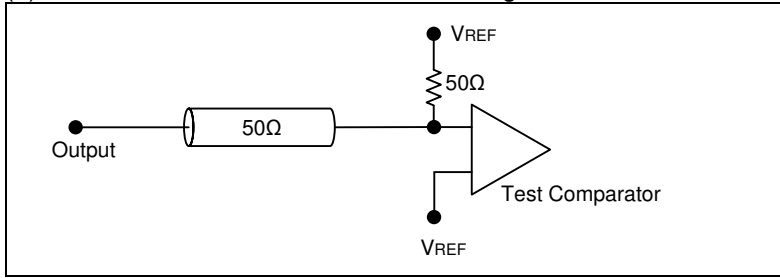 VREF
50Ω
50Ω
Output
Test Comparator
VREF